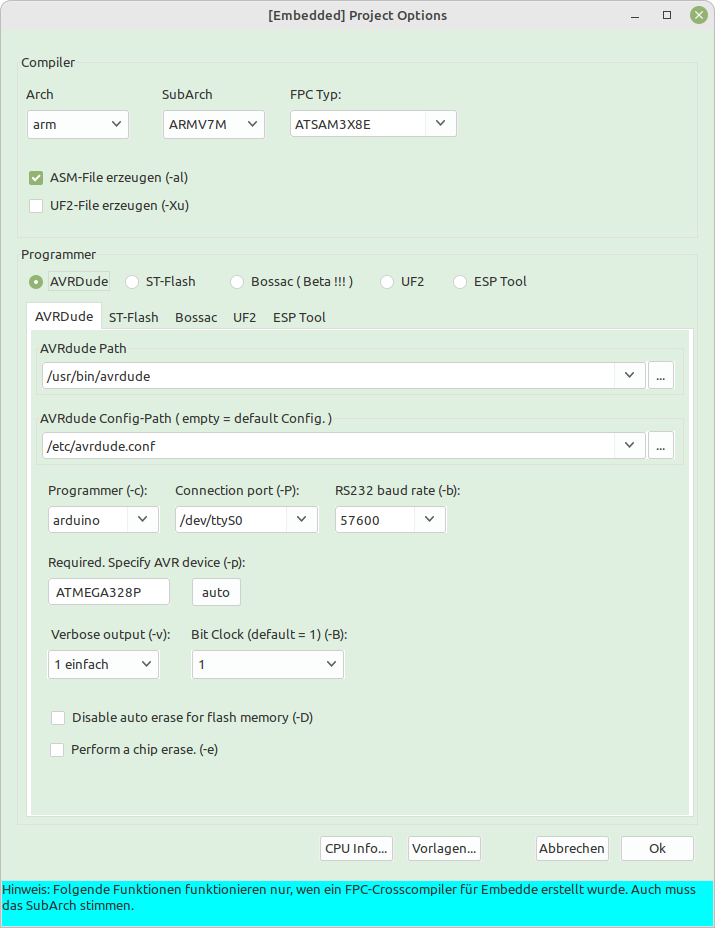 [Embedded] Project Options
Compiler
Arch SubArch FPC Typ:
arm ARMV7M ATSAM3X8E
ASM-File erzeugen (-al)
UF2-File erzeugen (-Xu)
Programmer
AVRDude ST-Flash Bossac ( Beta !!! ) UF2 ESP Tool
AVRDude ST-Flash Bossac UF2 ESP Tool
AVRdude Path
/usr/bin/avrdude ...
AVRdude Config-Path ( empty = default Config. )
/etc/avrdude.conf ...
Programmer (-c): Connection port (-P): RS232 baud rate (-b):
arduino /dev/ttyS0 57600
Required. Specify AVR device (-p):
ATMEGA328P auto
Verbose output (-v): Bit Clock (default = 1) (-B):
1 einfach 1
Disable auto erase for flash memory (-D)
Perform a chip erase. (-e)
CPU Info... Vorlagen... Abbrechen Ok
Hinweis: Folgende Funktionen funktionieren nur, wen ein FPC-Crosscompiler für Embedde erstellt wurde. Auch muss
das SubArch stimmen.